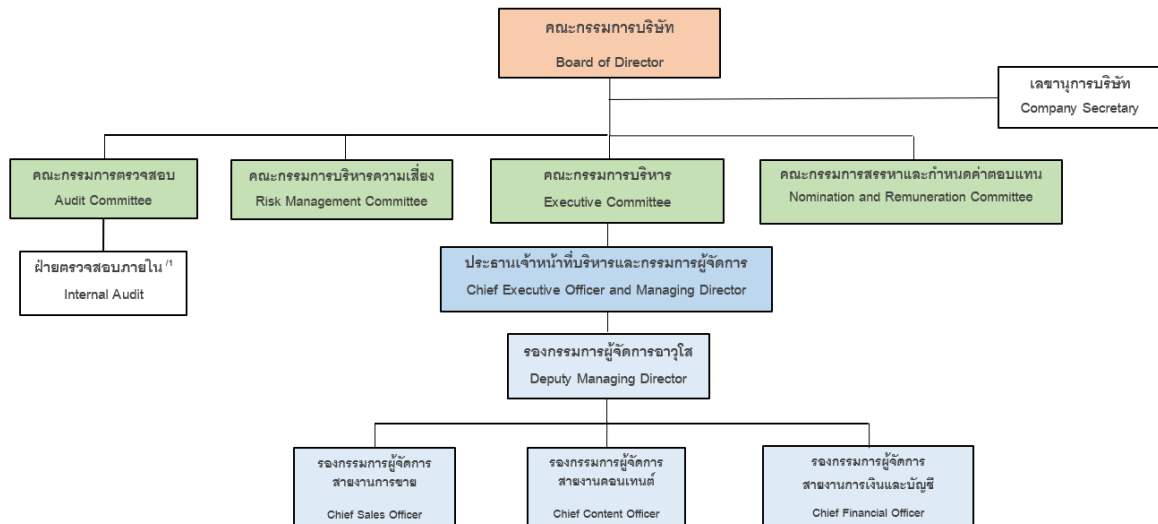 คณะกรรมการบริษัท
Board of Director
เลขานุการบริษัท
Company Secretary
คณะกรรมการตรวจสอบ
Audit Committee
คณะกรรมการบริหารความเสี่ยง
Risk Management Committee
คณะกรรมการบริหาร
Executive Committee
คณะกรรมการสรรหาและกำหนดค่าตอบแทน
Nomination and Remuneration Committee
ฝ่ายตรวจสอบภายใน /1
Internal Audit
ประธานเจ้าหน้าที่บริหารและกรรมการผู้จัดการ
Chief Executive Officer and Managing Director
รองกรรมการผู้จัดการอาวุโส
Deputy Managing Director
รองกรรมการผู้จัดการ
สายงานการขาย
Chief Sales Officer
รองกรรมการผู้จัดการ
สายงานคอนเทนต์
Chief Content Officer
รองกรรมการผู้จัดการ
สายงานการเงินและบัญชี
Chief Financial Officer